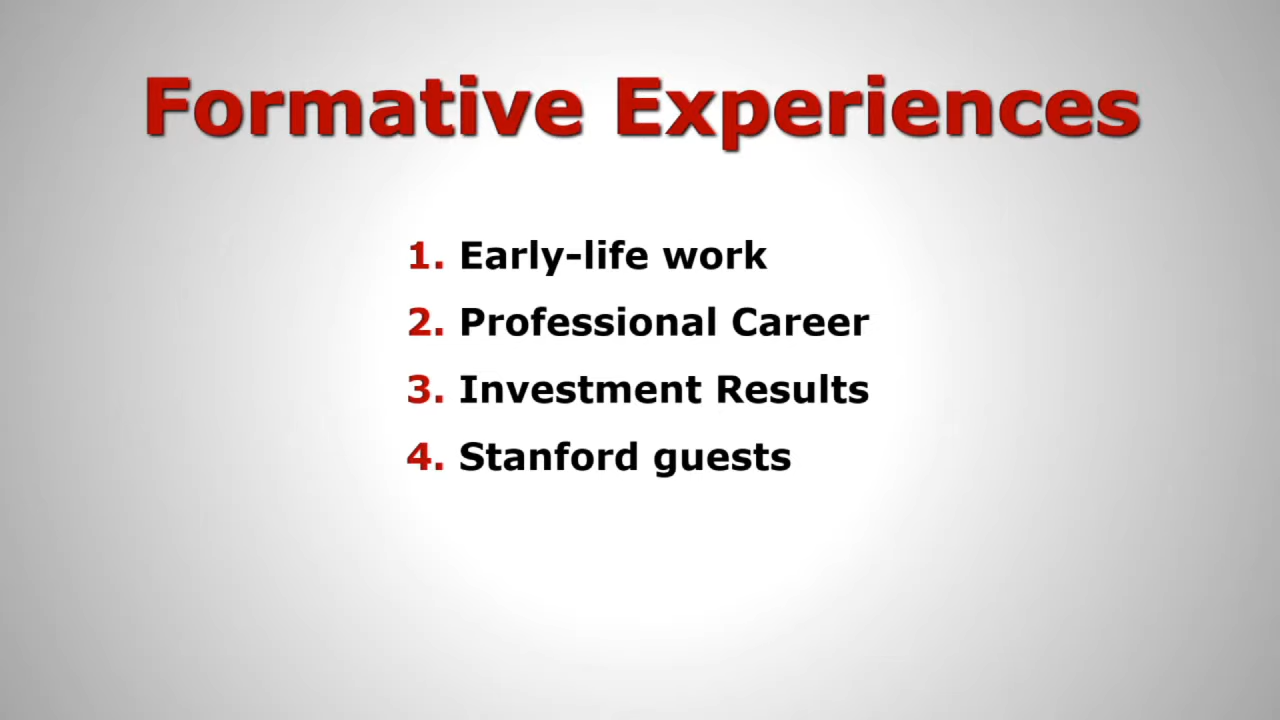 Formative Experiences
1. Early-life work
2. Professional Career
3. Investment Results
4. Stanford guests